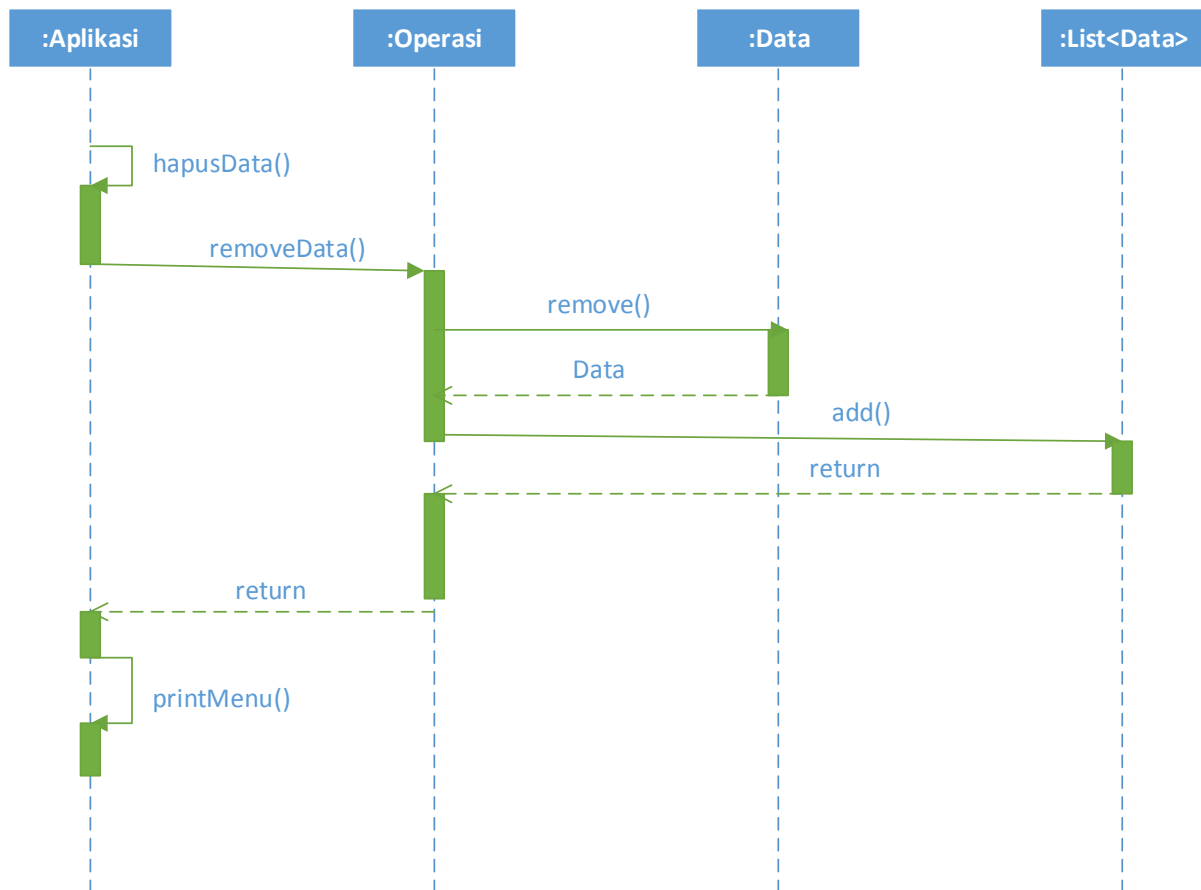 :Aplikasi
:Operasi
:Data
:List<Data>
hapusData()
removeData()
remove()
Data
add()
return
return
printMenu()